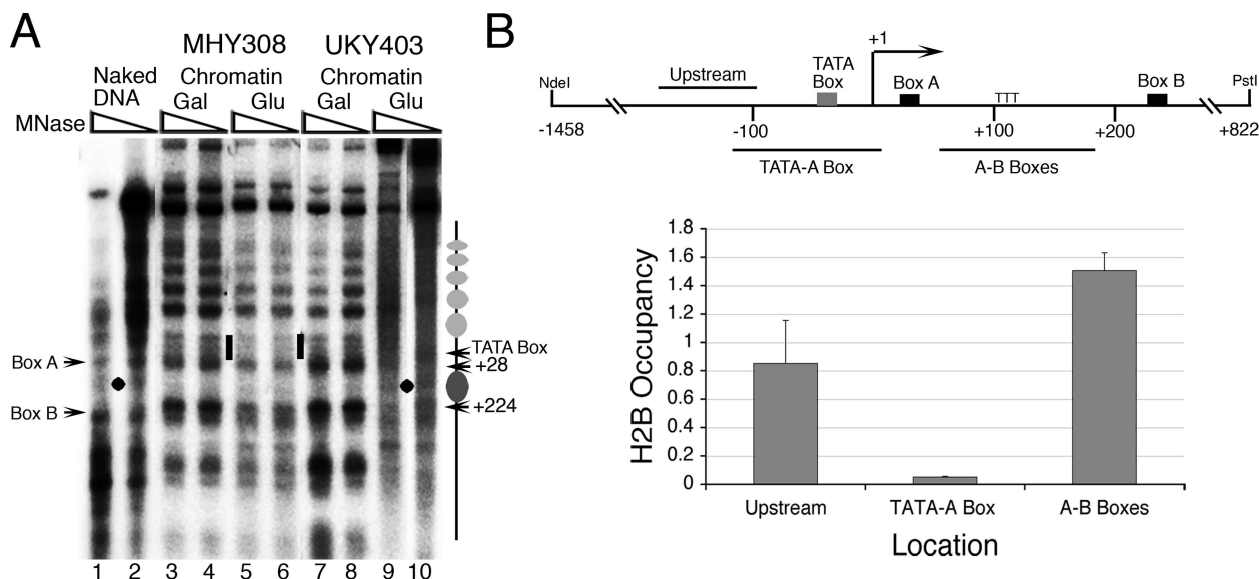 A
MHY308 UKY403
Naked DNA
Chromatin
Chromatin
Gal Glu Gal Glu
MNase
Box A
Box B
TATA Box
+28
+224
1 2 3 4 5 6 7 8 9 10
B
+1
NdeI
Upstream
TATA Box
Box A
TTT
Box B
PstI
-1458
-100
+100
+200
+822
TATA-A Box
A-B Boxes
H2B Occupancy
1.8
1.6
1.4
1.2
1
0.8
0.6
0.4
0.2
0
Upstream
TATA-A Box
A-B Boxes
Location